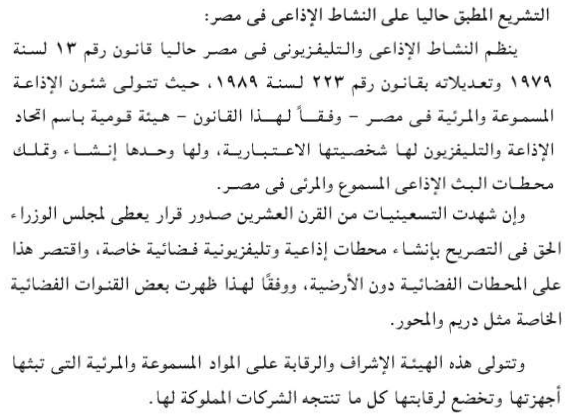 التشريع المطبق حاليا على النشاط الإذاعى فى مصر:
ينظم النشاط الإذاعى والتليفزيونى فى مصر حاليا قانون رقم ١٣ لسنة
١٩٧٩ وتعديلاته بقانون رقم ٢٢٣ لسنة ١٩٨٩، حيث تتولى شئون الإذاعة
المسموعة والمرئية فى مصر - وفقاً لهذا القانون - هيئة قومية باسم اتحاد
الإذاعة والتليفزيون لها شخصيتها الاعتبارية، ولها وحدها إنشاء وتملك
محطات البث الإذاعى المسموع والمرئى فى مصر.
وإن شهدت التسعينيات من القرن العشرين صدور قرار يعطى لمجلس الوزراء
الحق فى التصريح بإنشاء محطات إذاعية وتليفزيونية فضائية خاصة، واقتصر هذا
على المحطات الفضائية دون الأرضية، ووفقًا لهذا ظهرت بعض القنوات الفضائية
الخاصة مثل دريم والمحور.
وتتولى هذه الهيئة الإشراف والرقابة على المواد المسموعة والمرئية التى تبثها
أجهزتها وتخضع لرقابتها كل ما تنتجه الشركات المملوكة لها.